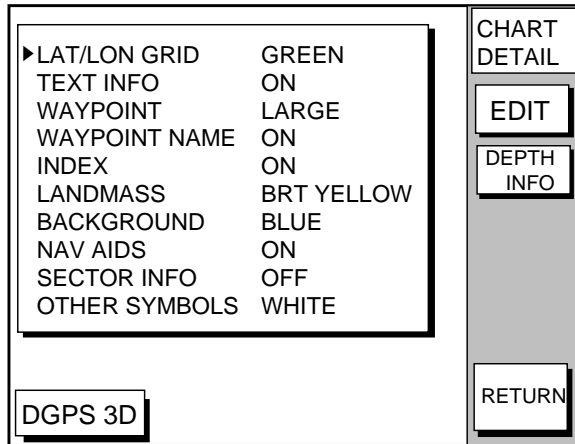 ▶LAT/LON GRID GREEN
TEXT INFO ON
WAYPOINT LARGE
WAYPOINT NAME ON
INDEX ON
LANDMASS BRT YELLOW
BACKGROUND BLUE
NAV AIDS ON
SECTOR INFO OFF
OTHER SYMBOLS WHITE
DGPS 3D
CHART
DETAIL
EDIT
DEPTH
INFO
RETURN